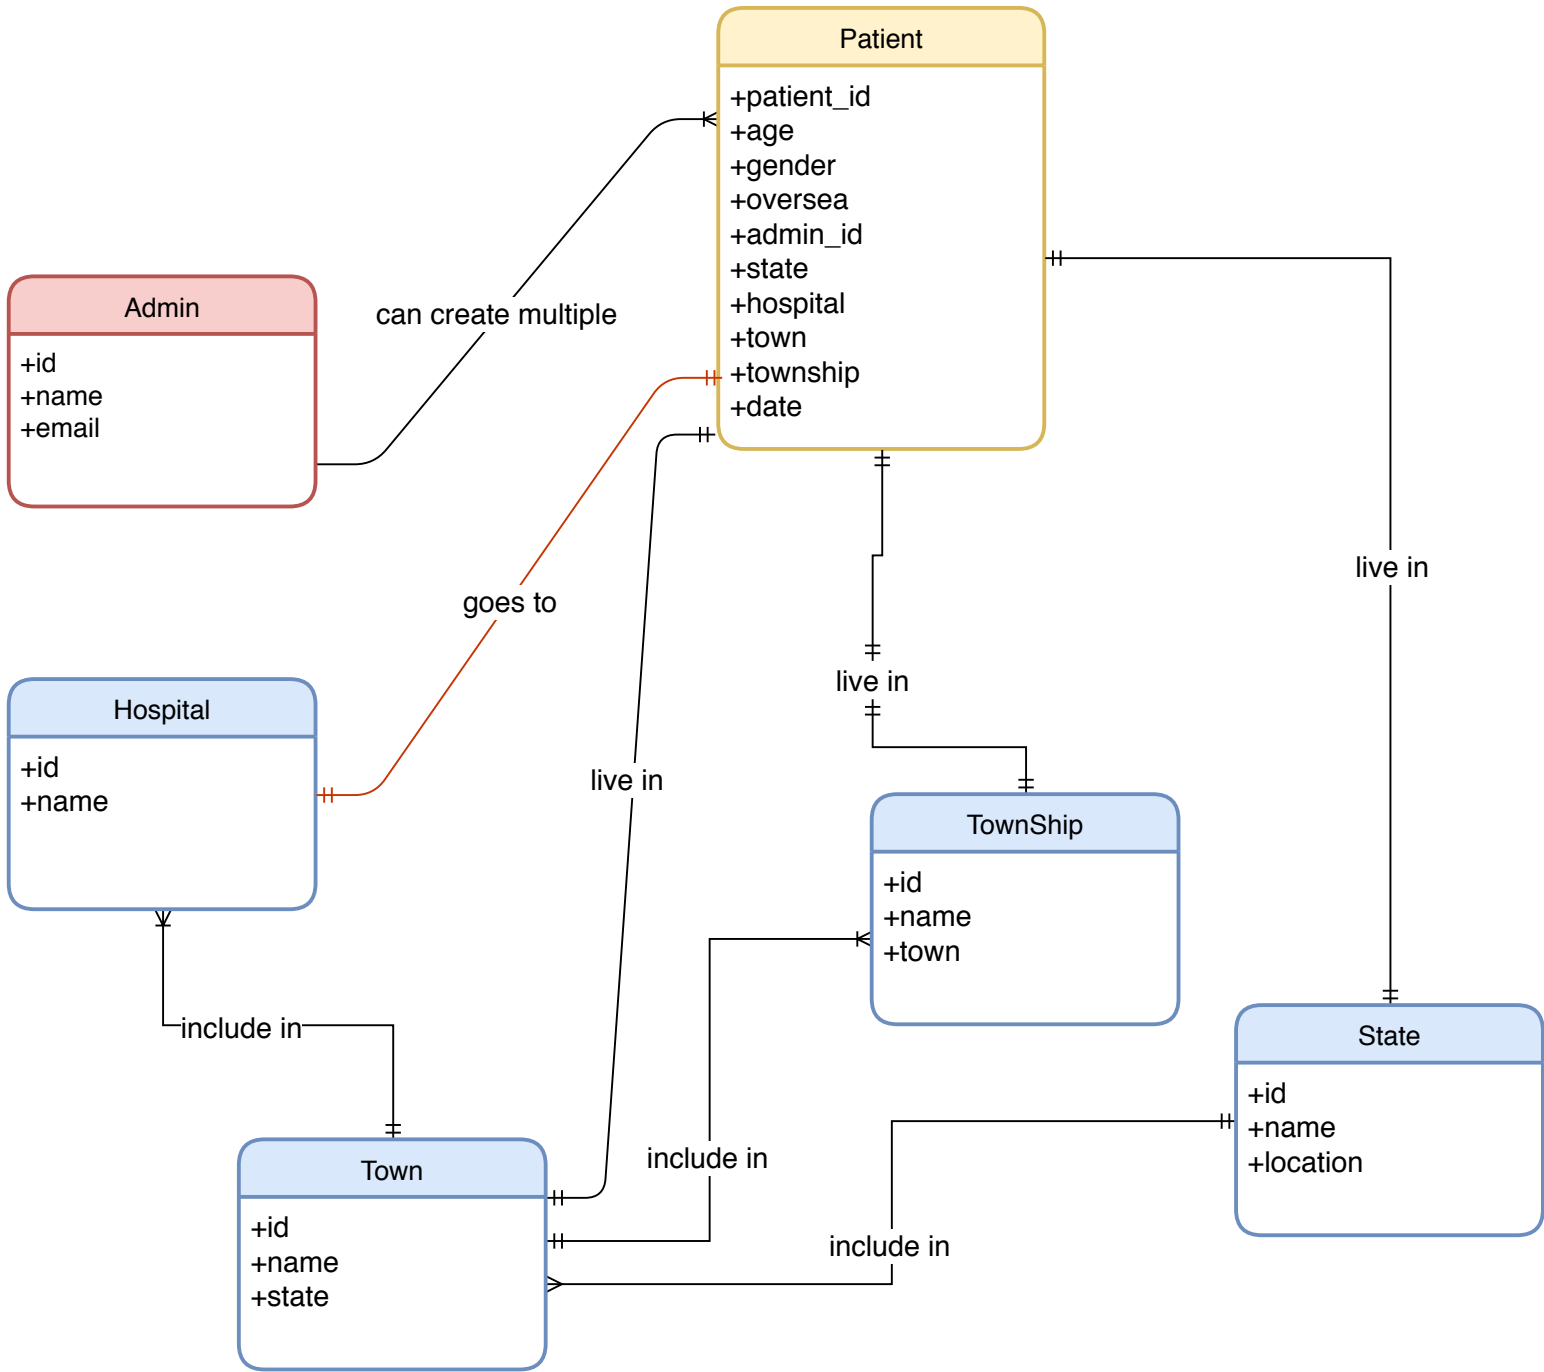 Patient
+patient_id
+age
+gender
+oversea
+admin_id
+state
+hospital
+town
+township
+date
Admin
+id
+name
+email
can create multiple
goes to
live in
live in
live in
Hospital
+id
+name
TownShip
+id
+name
+town
include in
include in
include in
State
+id
+name
+location
Town
+id
+name
+state